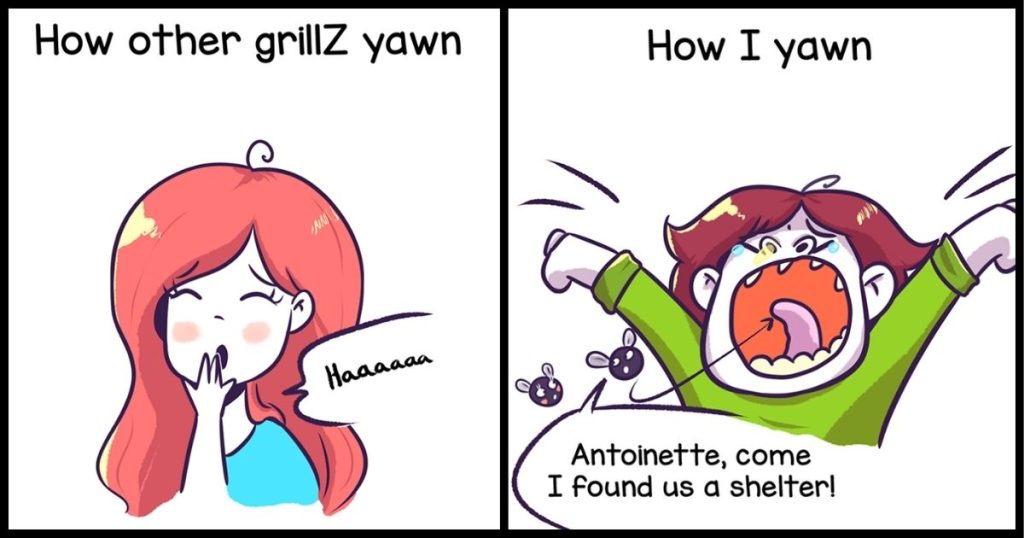 How other grillZ yawn
Haaaaaa
How I yawn
Antoinette, come
I found us a shelter!